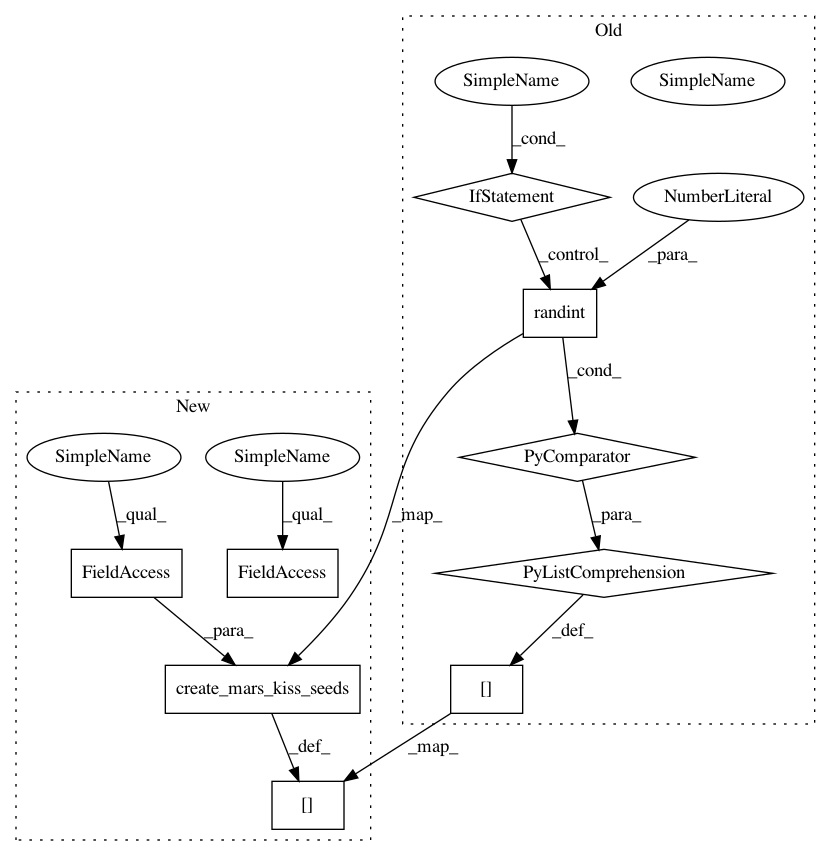 Old
SimpleName
SimpleName
_cond_
IfStatement
NumberLiteral
_control_
_para_
randint
_cond_
New
SimpleName
SimpleName
PyComparator
_qual_
_qual_
_map_
_para_
FieldAccess
FieldAccess
PyListComprehension
_para_
_def_
create_mars_kiss_seeds
[]
_def_
_map_
[]